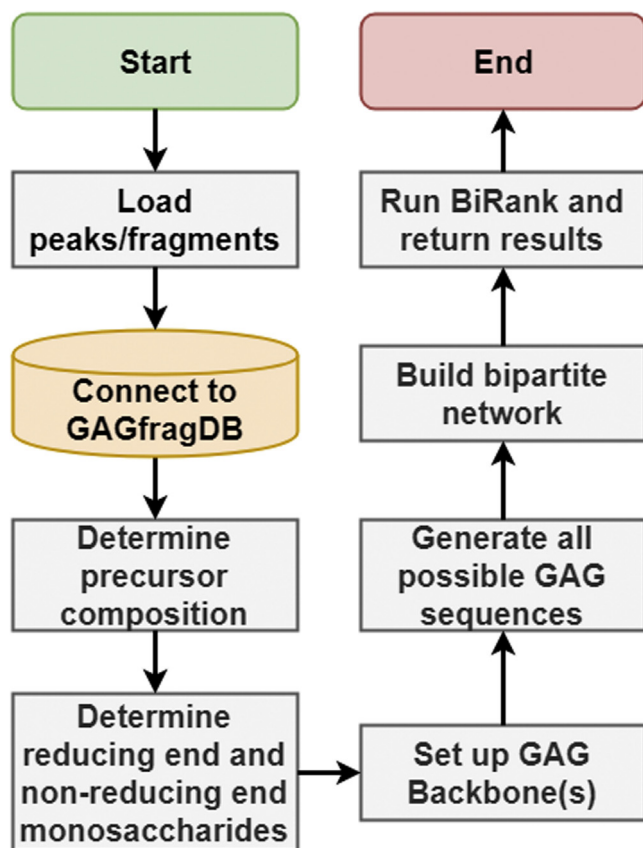 Start
Load
peaks/fragments
Connect to
GAGfragDB
Determine
precursor
composition
Determine
reducing end and
non-reducing end
monosaccharides
Set up GAG
Backbone(s)
Generate all
possible GAG
sequences
Build bipartite
network
Run BiRank and
return results
End